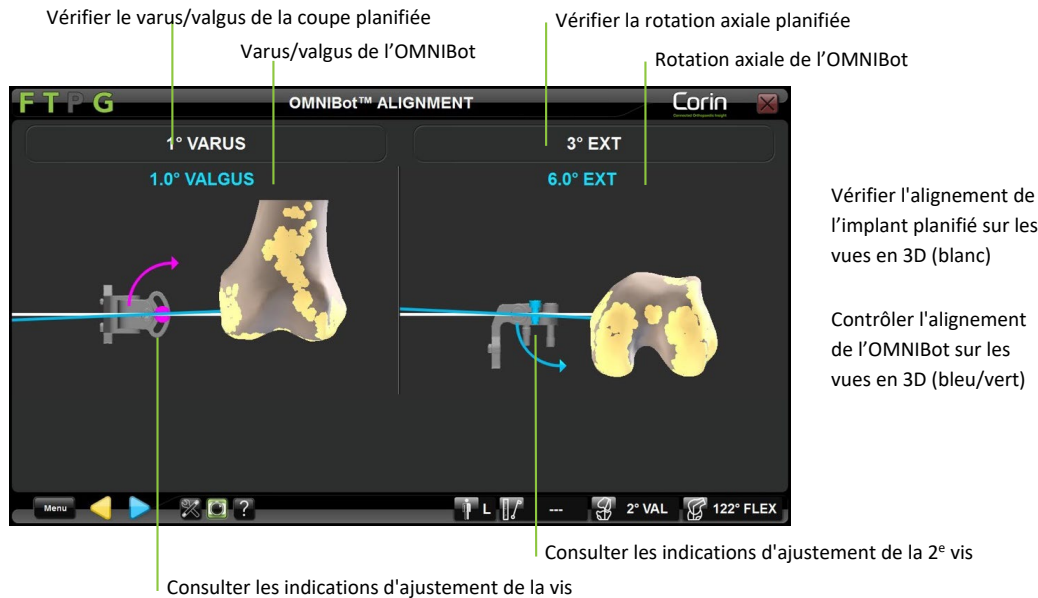 Vérifier le varus/valgus de la coupe planifiée
Vérifier la rotation axiale planifiée
Varus/valgus de l’OMNIBot
Rotation axiale de l’OMNIBot
F T P G
OMNIBot™ ALIGNMENT
Corin
Connected Orthopaedic Insight
1° VARUS
3° EXT
1.0° VALGUS
6.0° EXT
Vérifier l'alignement de
l’implant planifié sur les
vues en 3D (blanc)
Contrôler l'alignement
de l’OMNIBot sur les
vues en 3D (bleu/vert)
Menu
?
L
---
2° VAL
122° FLEX
Consulter les indications d'ajustement de la 2e vis
Consulter les indications d'ajustement de la vis